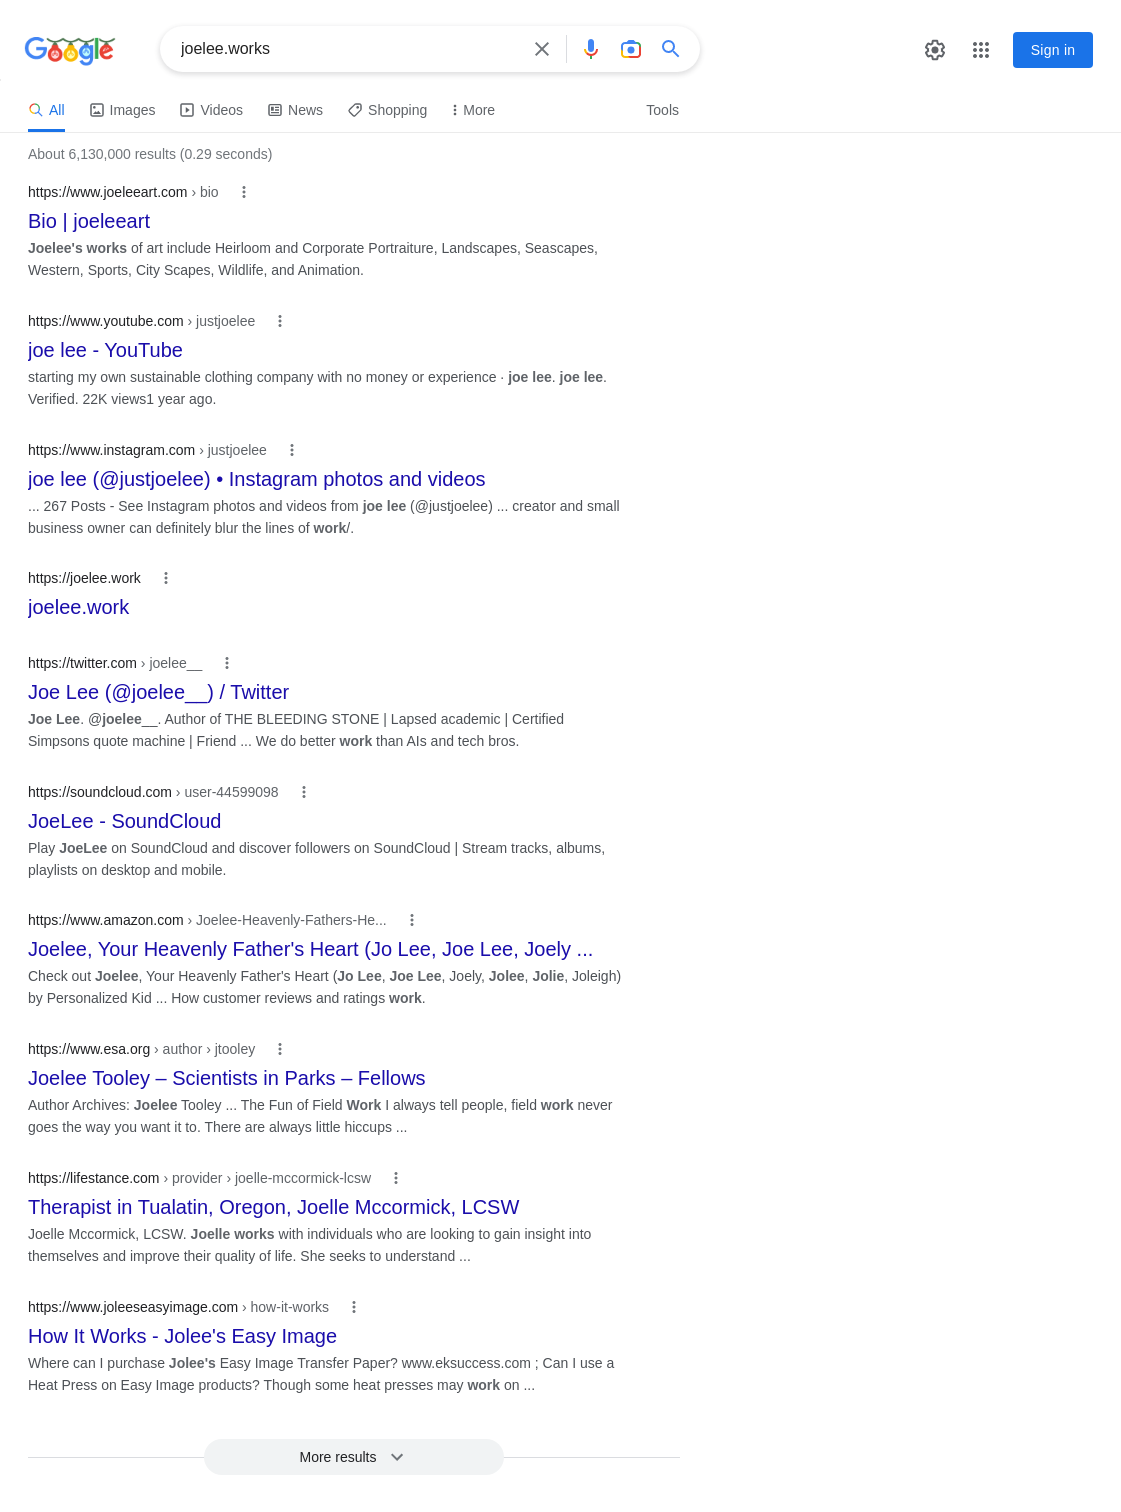 Google
joelee.works
Sign in
All Images Videos News Shopping More Tools
About 6,130,000 results (0.29 seconds)
https://www.joeleeart.com › bio
Bio | joeleeart
Joelee's works of art include Heirloom and Corporate Portraiture, Landscapes, Seascapes,
Western, Sports, City Scapes, Wildlife, and Animation.
https://www.youtube.com › justjoelee
joe lee - YouTube
starting my own sustainable clothing company with no money or experience · joe lee. joe lee.
Verified. 22K views1 year ago.
https://www.instagram.com › justjoelee
joe lee (@justjoelee) • Instagram photos and videos
... 267 Posts - See Instagram photos and videos from joe lee (@justjoelee) ... creator and small
business owner can definitely blur the lines of work/.
https://joelee.work
joelee.work
https://twitter.com › joelee__
Joe Lee (@joelee__) / Twitter
Joe Lee. @joelee__. Author of THE BLEEDING STONE | Lapsed academic | Certified
Simpsons quote machine | Friend ... We do better work than AIs and tech bros.
https://soundcloud.com › user-44599098
JoeLee - SoundCloud
Play JoeLee on SoundCloud and discover followers on SoundCloud | Stream tracks, albums,
playlists on desktop and mobile.
https://www.amazon.com › Joelee-Heavenly-Fathers-He...
Joelee, Your Heavenly Father's Heart (Jo Lee, Joe Lee, Joely ...
Check out Joelee, Your Heavenly Father's Heart (Jo Lee, Joe Lee, Joely, Jolee, Jolie, Joleigh)
by Personalized Kid ... How customer reviews and ratings work.
https://www.esa.org › author › jtooley
Joelee Tooley – Scientists in Parks – Fellows
Author Archives: Joelee Tooley ... The Fun of Field Work I always tell people, field work never
goes the way you want it to. There are always little hiccups ...
https://lifestance.com › provider › joelle-mccormick-lcsw
Therapist in Tualatin, Oregon, Joelle Mccormick, LCSW
Joelle Mccormick, LCSW. Joelle works with individuals who are looking to gain insight into
themselves and improve their quality of life. She seeks to understand ...
https://www.joleeseasyimage.com › how-it-works
How It Works - Jolee's Easy Image
Where can I purchase Jolee's Easy Image Transfer Paper? www.eksuccess.com ; Can I use a
Heat Press on Easy Image products? Though some heat presses may work on ...
More results